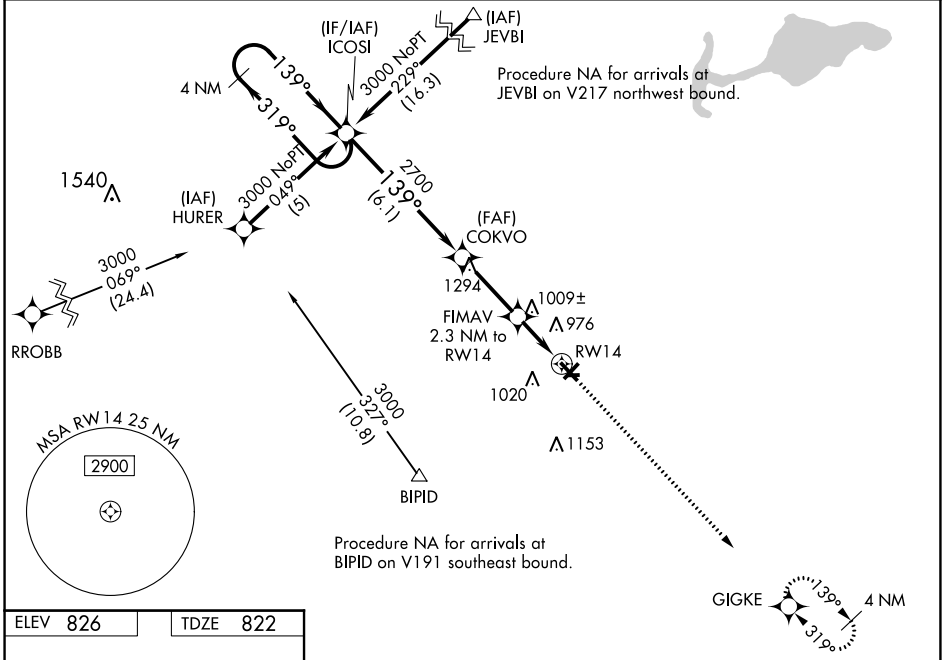 (IAF)
JEVBI
(IF/IAF)
ICOSI
3000 NoPT
229°
(16.3)
Procedure NA for arrivals at
JEVBI on V217 northwest bound.
4 NM
139°
319°
1540
(IAF)
HURER
3000 NoPT
049°
(5)
2700
139°
(6.1)
(FAF)
COKVO
1294
3000
069°
(24.4)
RROBB
FIMAV
2.3 NM to
RW14
1009±
976
RW14
1020
1153
3000
327°
(10.8)
BIPID
MSA RW14 25 NM
2900
Procedure NA for arrivals at
BIPID on V191 southeast bound.
GIGKE
139°
319°
4 NM
ELEV 826
TDZE 822